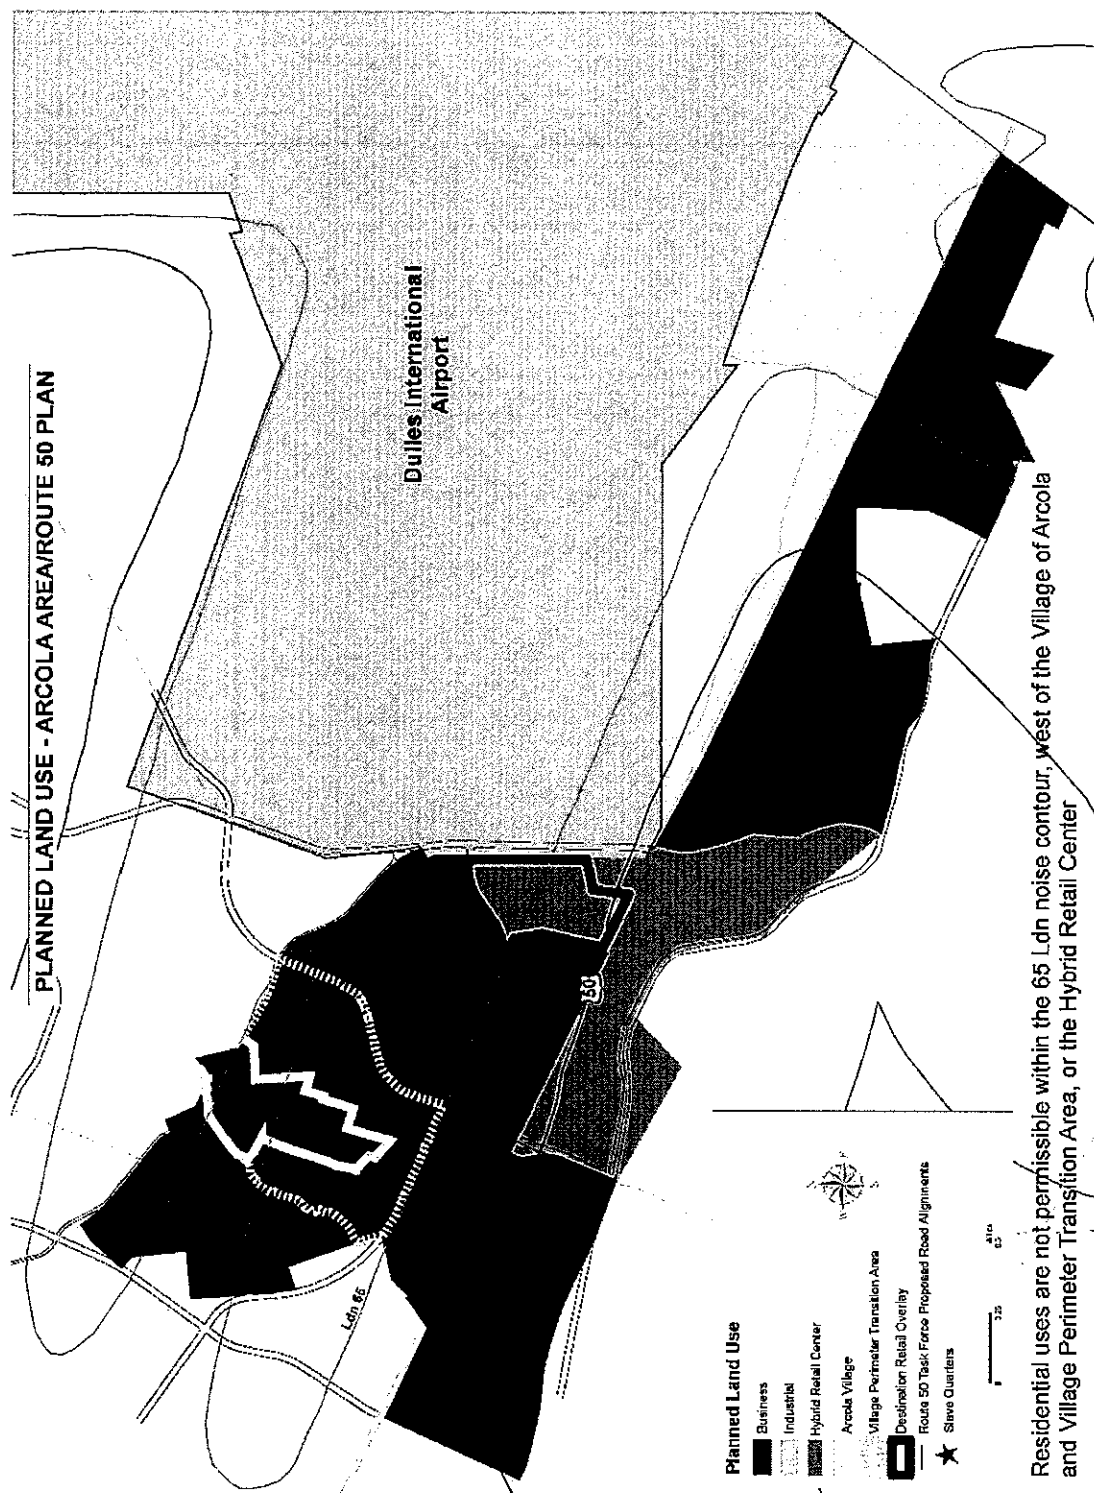 PLANNED LAND USE - ARCOLA AREA/ROUTE 50 PLAN
Dulles International
Airport
50
Ldn 65
Planned Land Use
Business
Industrial
Hybrid Retail Center
Arcola Village
Village Perimeter Transition Area
Destination Retail Overlay
Route 50 Task Force Proposed Road Alignments
Slave Quarters
Residential uses are not permissible within the 65 Ldn noise contour, west of the Village of Arcola
and Village Perimeter Transition Area, or the Hybrid Retail Center